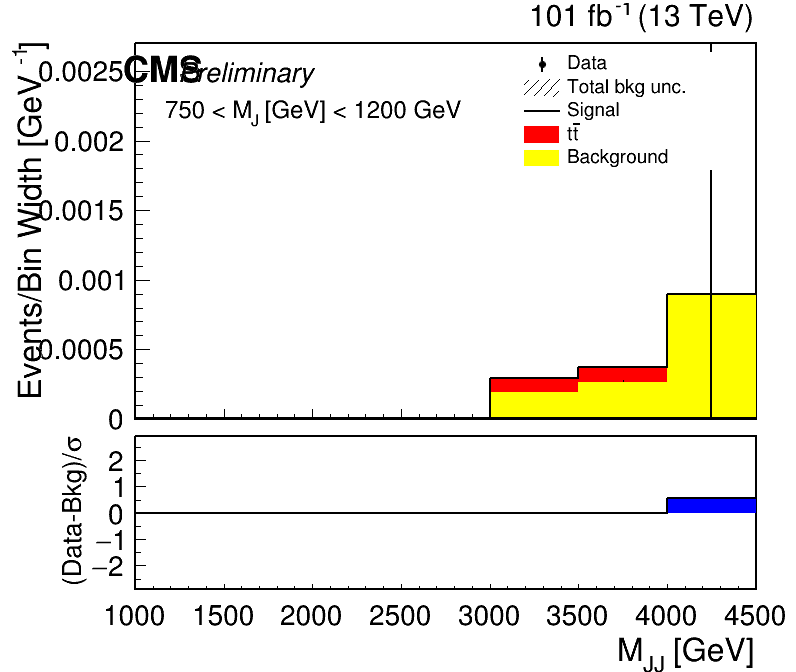 101 fb⁻¹ (13 TeV)
CMS Preliminary
750 < M_J [GeV] < 1200 GeV
Data
Total bkg unc.
Signal
tt̄
Background
Events/Bin Width [GeV⁻¹]
0.0025
0.002
0.0015
0.001
0.0005
0
(Data-Bkg)/σ
2
1
0
−1
−2
1000 1500 2000 2500 3000 3500 4000 4500
M_JJ [GeV]